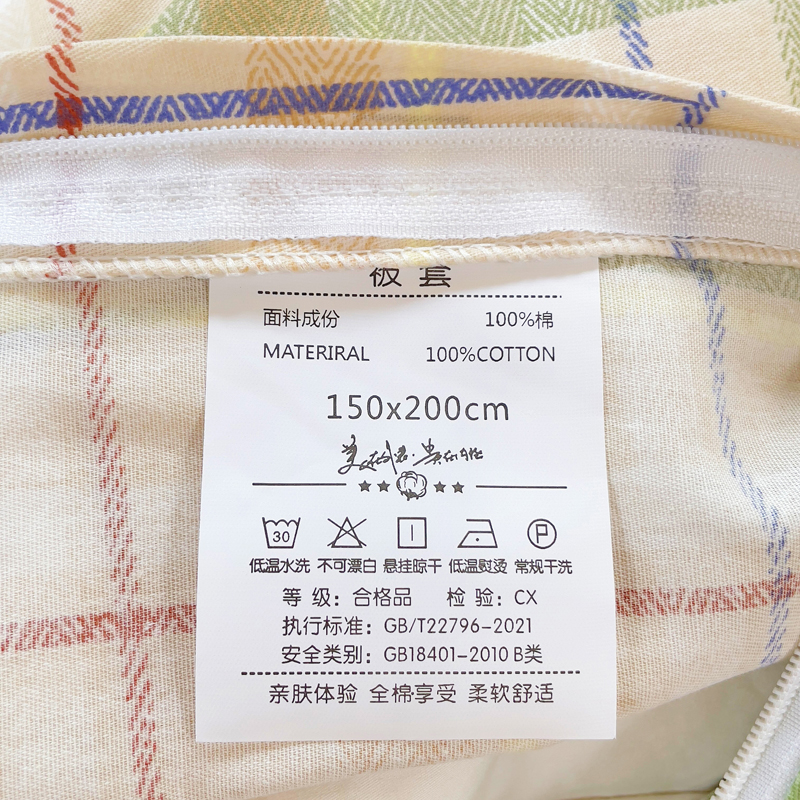 被套
面料成份 100%棉
MATERIRAL 100%COTTON
150x200cm
30
P
低温水洗 不可漂白 悬挂晾干 低温熨烫 常规干洗
等 级：合格品 检 验：CX
执行标准：GB/T22796-2021
安全类别：GB18401-2010 B类
亲肤体验 全棉享受 柔软舒适